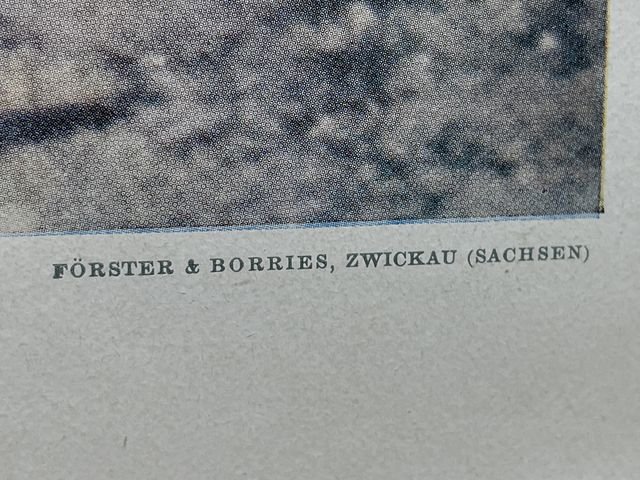 FÖRSTER & BORRIES, ZWICKAU (SACHSEN)